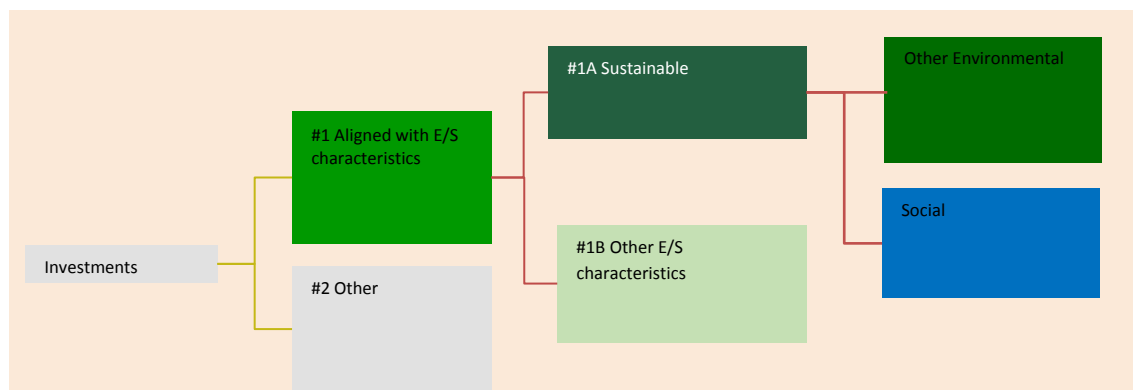 Investments
#1 Aligned with E/S
characteristics
#2 Other
#1A Sustainable
#1B Other E/S
characteristics
Other Environmental
Social